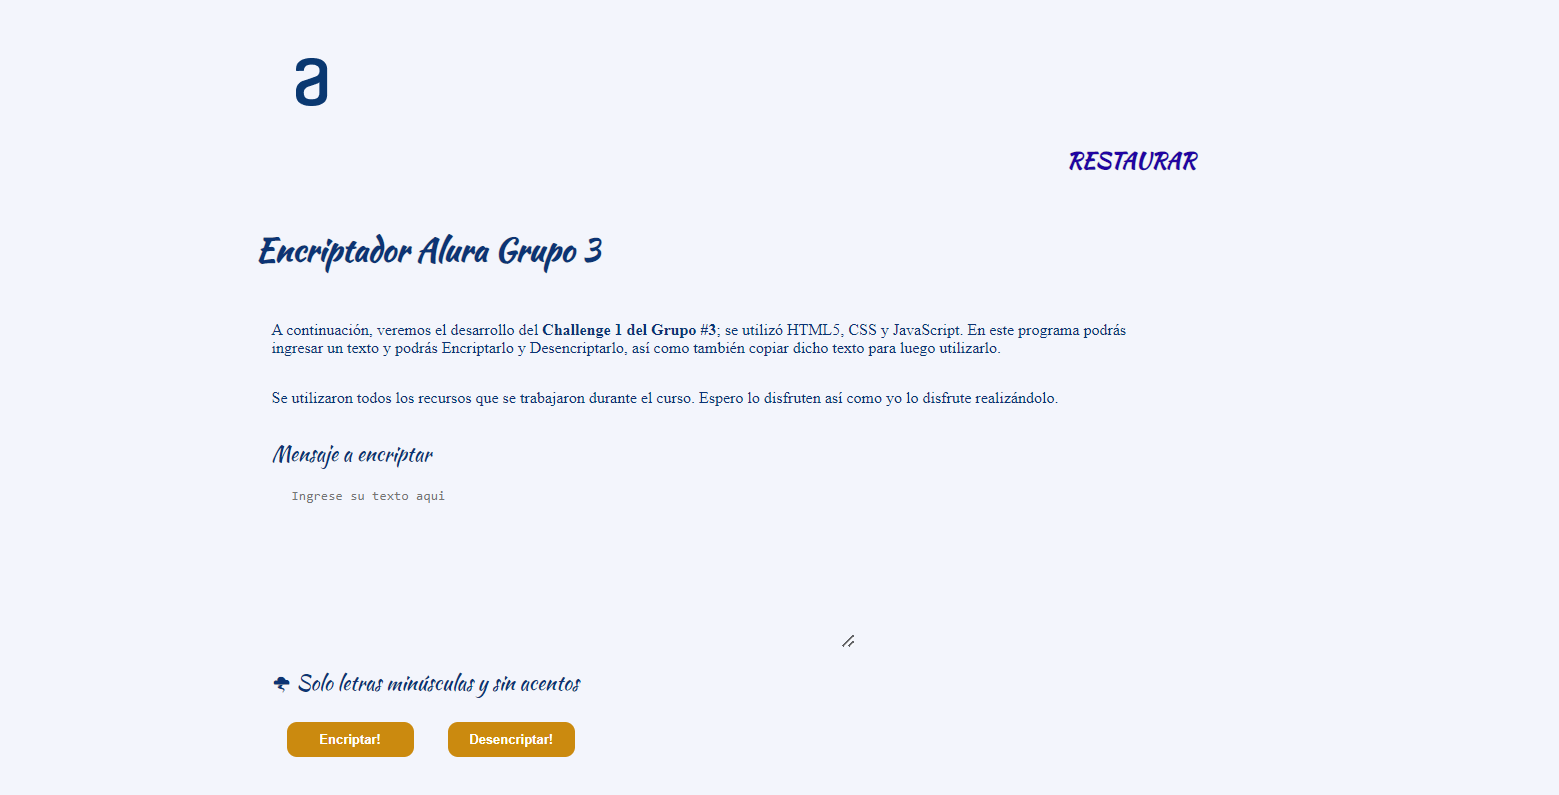 a
RESTAURAR
Encriptador Alura Grupo 3
A continuación, veremos el desarrollo del Challenge 1 del Grupo #3; se utilizó HTML5, CSS y JavaScript. En este programa podrás
ingresar un texto y podrás Encriptarlo y Desencriptarlo, así como también copiar dicho texto para luego utilizarlo.
Se utilizaron todos los recursos que se trabajaron durante el curso. Espero lo disfruten así como yo lo disfrute realizándolo.
Mensaje a encriptar
Ingrese su texto aqui
Solo letras minúsculas y sin acentos
Encriptar!
Desencriptar!